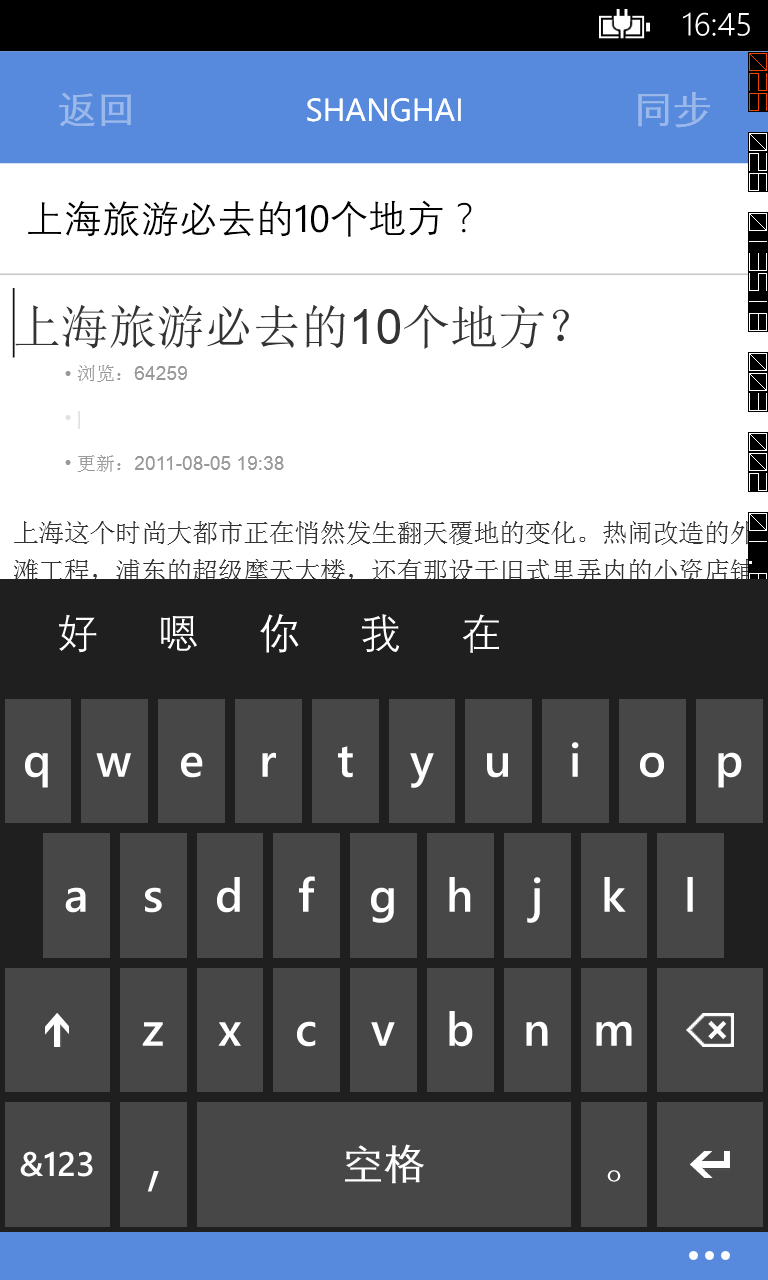 16:45
返回 SHANGHAI 同步
上海旅游必去的10个地方？
上海旅游必去的10个地方？
• 浏览：64259
• |
• 更新：2011-08-05 19:38
上海这个时尚大都市正在悄然发生翻天覆地的变化。热闹改造的外
滩工程，浦东的超级摩天大楼，还有那设于旧式里弄内的小资店铺
好 嗯 你 我 在
q w e r t y u i o p
a s d f g h j k l
z x c v b n m
&123 , 空格 。